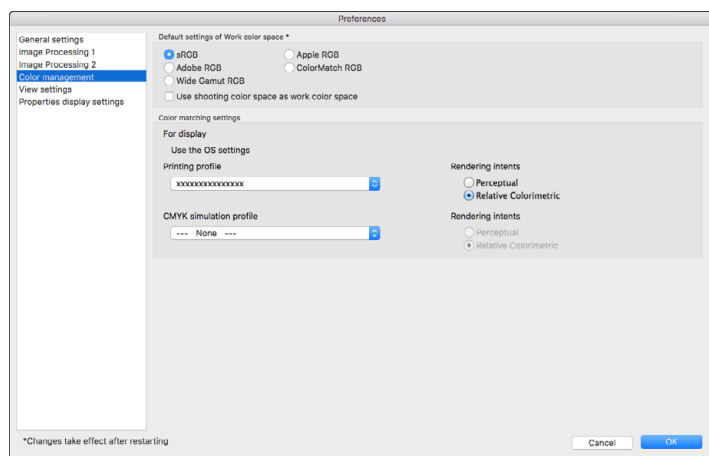 Preferences
General settings
Image Processing 1
Image Processing 2
Color management
View settings
Properties display settings
Default settings of Work color space *
sRGB
Apple RGB
Adobe RGB
ColorMatch RGB
Wide Gamut RGB
Use shooting color space as work color space
Color matching settings
For display
Use the OS settings
Printing profile
Rendering intents
xxxxxxxxxxxxxxx
Perceptual
Relative Colorimetric
CMYK simulation profile
Rendering intents
--- None ---
Perceptual
Relative Colorimetric
*Changes take effect after restarting
Cancel
OK